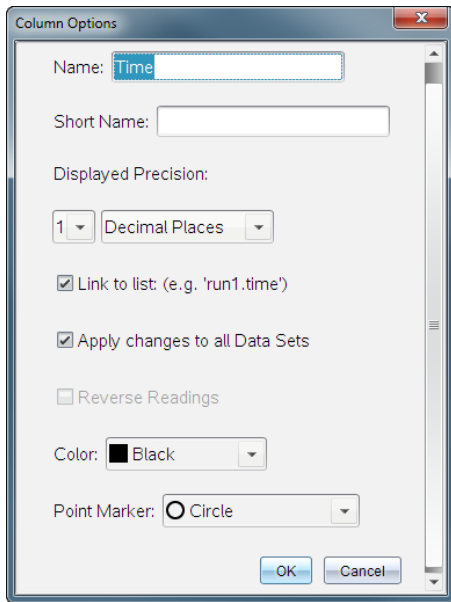 Column Options
Name: Time
Short Name:
Displayed Precision:
1 Decimal Places
Link to list: (e.g. 'run1.time')
Apply changes to all Data Sets
Reverse Readings
Color: Black
Point Marker: Circle
OK Cancel